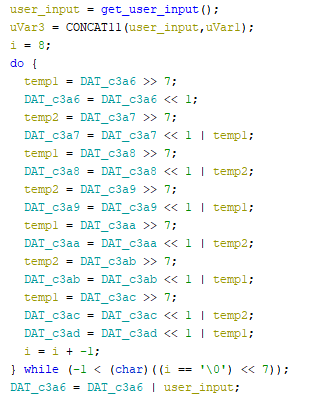 user_input = get_user_input();
uVar3 = CONCAT11(user_input,uVar1);
i = 8;
do {
temp1 = DAT_c3a6 >> 7;
DAT_c3a6 = DAT_c3a6 << 1;
temp2 = DAT_c3a7 >> 7;
DAT_c3a7 = DAT_c3a7 << 1 | temp1;
temp1 = DAT_c3a8 >> 7;
DAT_c3a8 = DAT_c3a8 << 1 | temp2;
temp2 = DAT_c3a9 >> 7;
DAT_c3a9 = DAT_c3a9 << 1 | temp1;
temp1 = DAT_c3aa >> 7;
DAT_c3aa = DAT_c3aa << 1 | temp2;
temp2 = DAT_c3ab >> 7;
DAT_c3ab = DAT_c3ab << 1 | temp1;
temp1 = DAT_c3ac >> 7;
DAT_c3ac = DAT_c3ac << 1 | temp2;
DAT_c3ad = DAT_c3ad << 1 | temp1;
i = i + -1;
} while (-1 < (char)((i == '\0') << 7));
DAT_c3a6 = DAT_c3a6 | user_input;